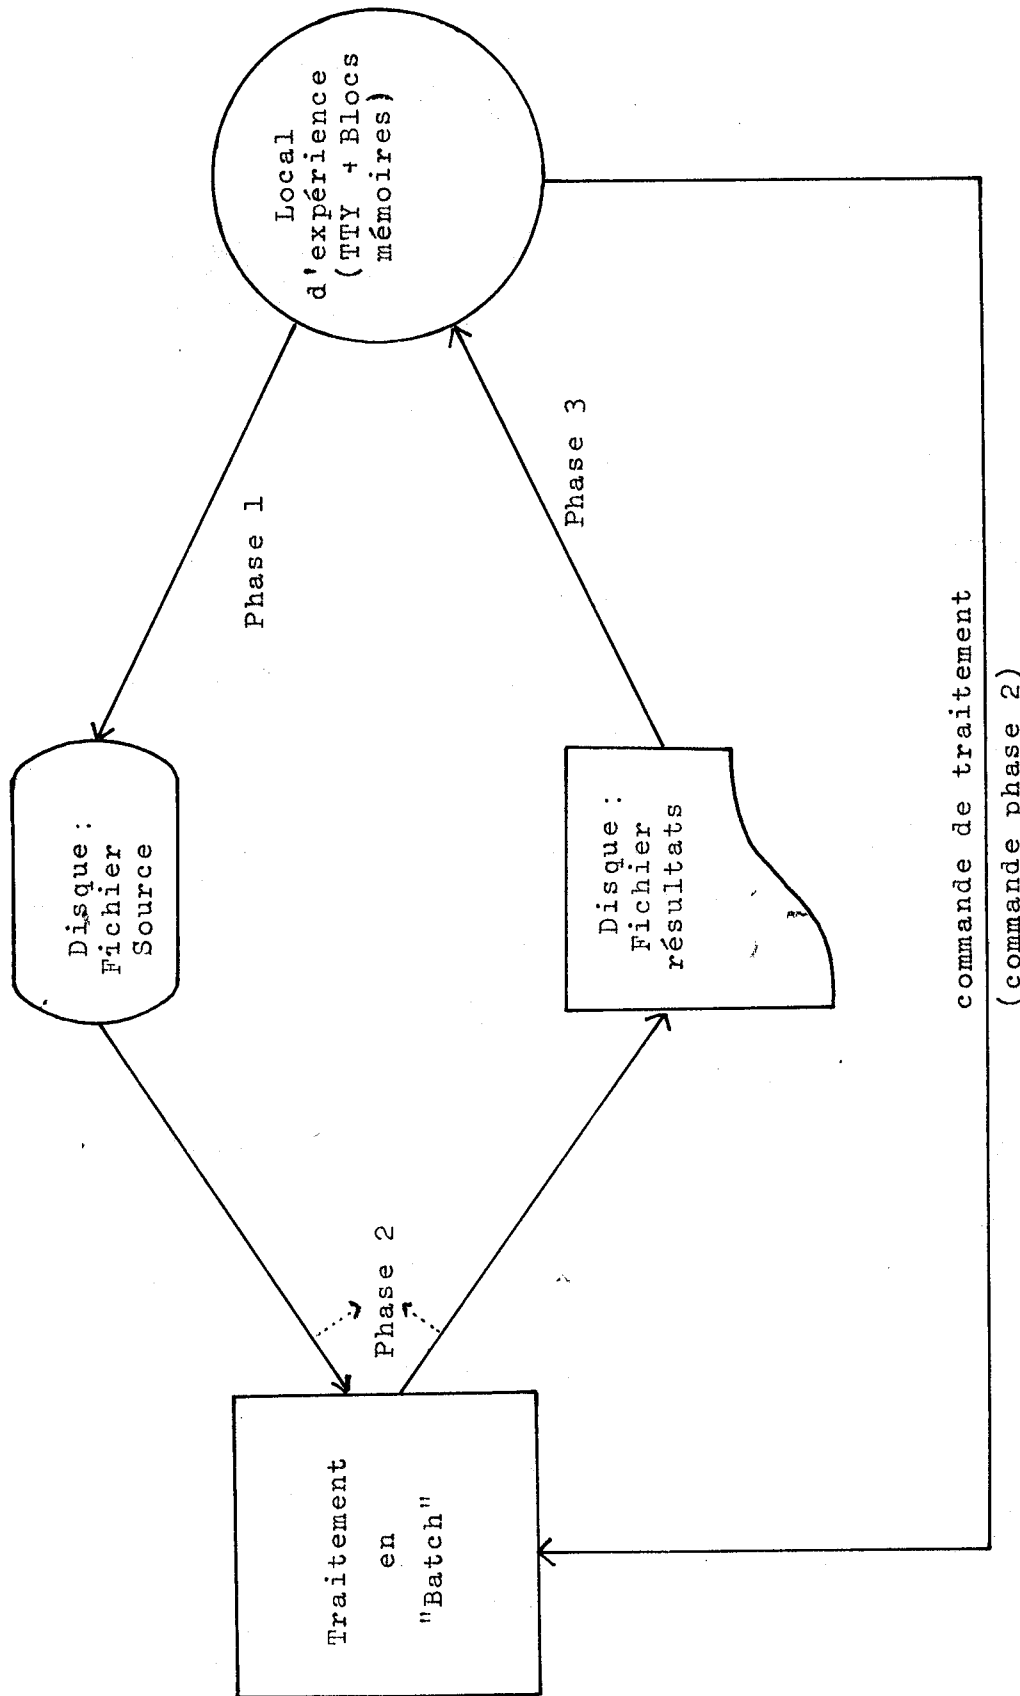 Disque :
Fichier
Source
Local
d'expérience
(TTY + Blocs
mémoires)
Phase 1
Traitement
en
"Batch"
Phase 2
Phase 3
Disque :
Fichier
résultats
commande de traitement
(commande phase 2)